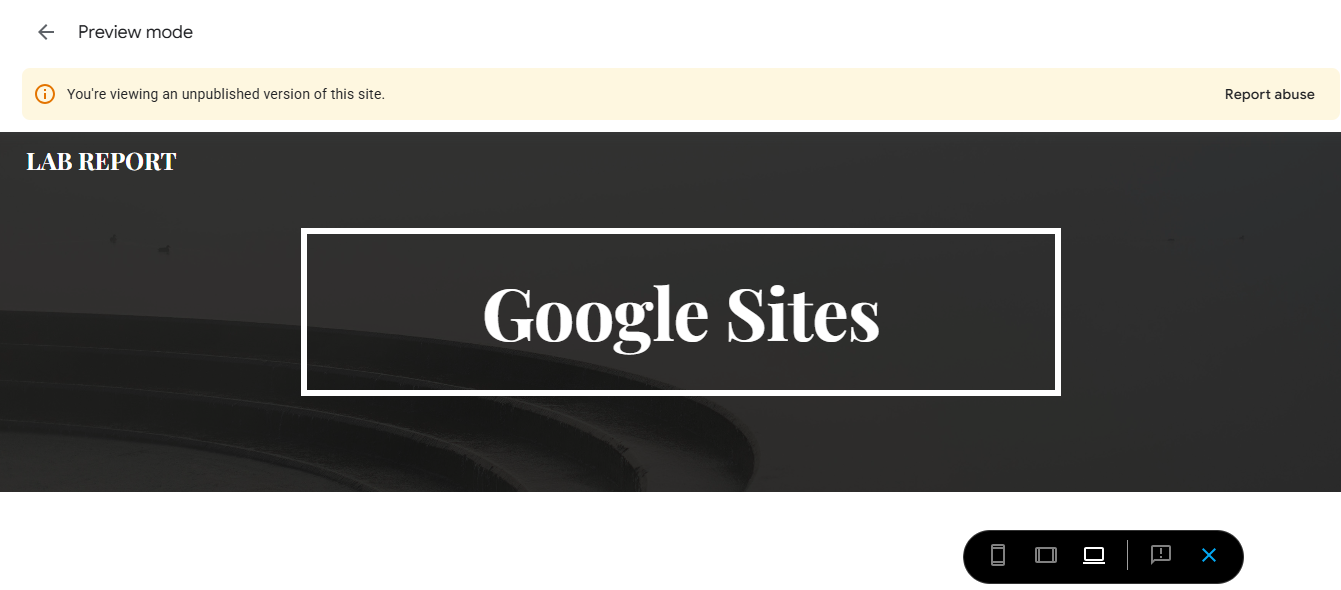 Preview mode
You're viewing an unpublished version of this site.
Report abuse
LAB REPORT
Google Sites